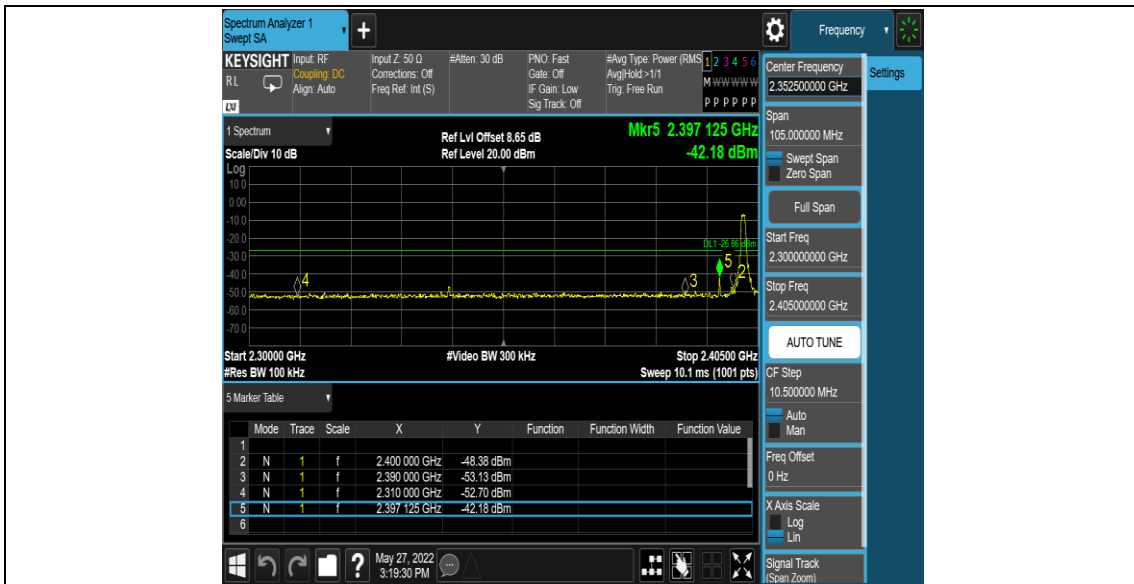 Spectrum Analyzer 1
Swept SA
+
Frequency
KEYSIGHT
RL
LXI
Input: RF
Coupling: DC
Align: Auto
Input Z: 50 Ω
Corrections: Off
Freq Ref: Int (S)
#Atten: 30 dB
PNO: Fast
Gate: Off
IF Gain: Low
Sig Track: Off
#Avg Type: Power (RMS
Avg|Hold:>1/1
Trig: Free Run
1 2 3 4 5 6
M W W W W W
P P P P P P
1 Spectrum
Scale/Div 10 dB
Ref Lvl Offset 8.65 dB
Ref Level 20.00 dBm
Mkr5 2.397 125 GHz
-42.18 dBm
Log
10.0
0.00
-10.0
-20.0
-30.0
-40.0
-50.0
-60.0
-70.0
DL1 -26.86 dBm
4
3
5
2
Start 2.30000 GHz
#Res BW 100 kHz
#Video BW 300 kHz
Stop 2.40500 GHz
Sweep 10.1 ms (1001 pts)
5 Marker Table
Mode Trace Scale X Y Function Function Width Function Value
1
2 N 1 f 2.400 000 GHz -48.38 dBm
3 N 1 f 2.390 000 GHz -53.13 dBm
4 N 1 f 2.310 000 GHz -52.70 dBm
5 N 1 f 2.397 125 GHz -42.18 dBm
6
?
May 27, 2022
3:19:30 PM
Center Frequency
2.352500000 GHz
Settings
Span
105.000000 MHz
Swept Span
Zero Span
Full Span
Start Freq
2.300000000 GHz
Stop Freq
2.405000000 GHz
AUTO TUNE
CF Step
10.500000 MHz
Auto
Man
Freq Offset
0 Hz
X Axis Scale
Log
Lin
Signal Track
(Span Zoom)